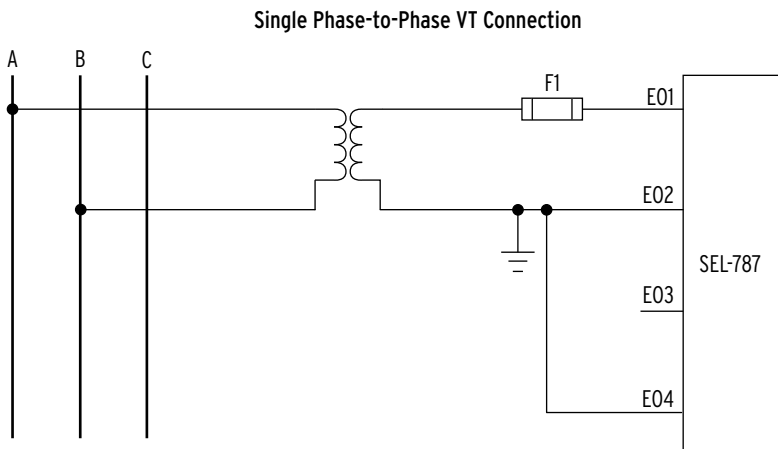 Single Phase-to-Phase VT Connection
A B C
F1
E01
E02
SEL-787
E03
E04